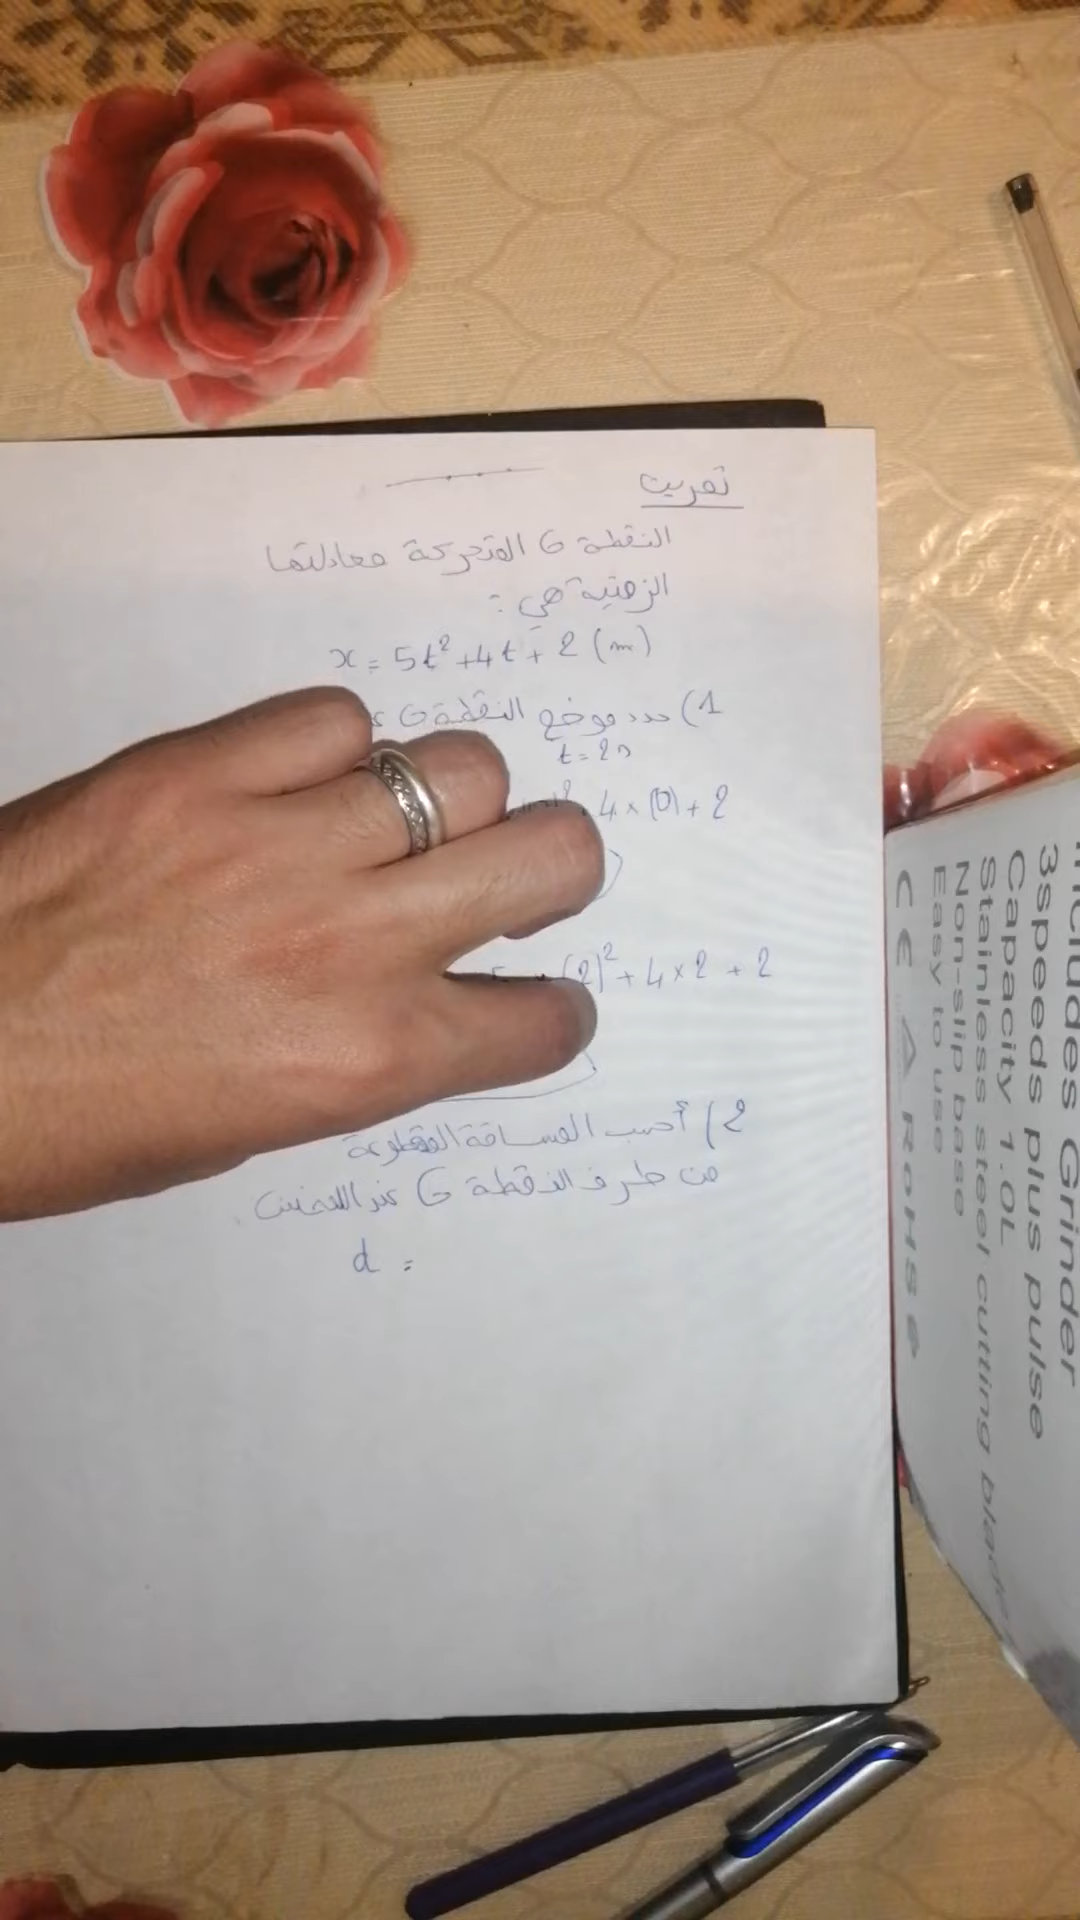 تمرين
النقطة G المتحركة معادلتها
الزمنية هي :
x = 5t² + 4t + 2 (m)
1) حدد موضع النقطة G
t = 2s
4 × (0) + 2
(2)² + 4 × 2 + 2
2) أحسب المسافة المقطوعة
من طرف النقطة G عند اللحظتين
d =
Includes Grinder
3speeds plus pulse
Capacity 1.0L
Stainless steel cutting
Non-slip base
Easy to use
CE RoHS